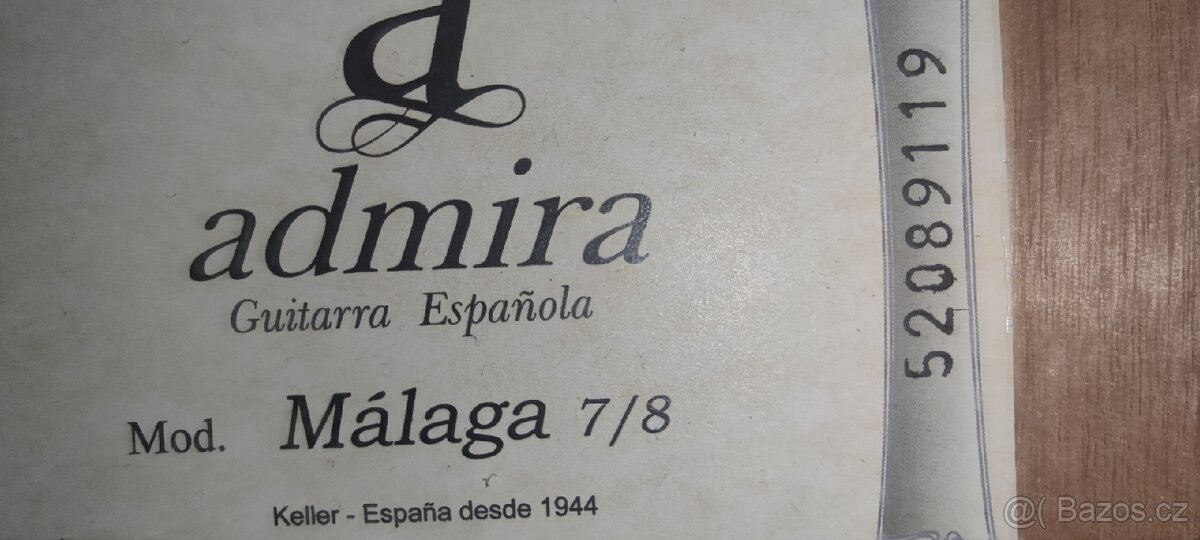 a
admira
Guitarra Española
Mod. Málaga 7/8
Keller - España desde 1944
52089119
@( Bazos.cz